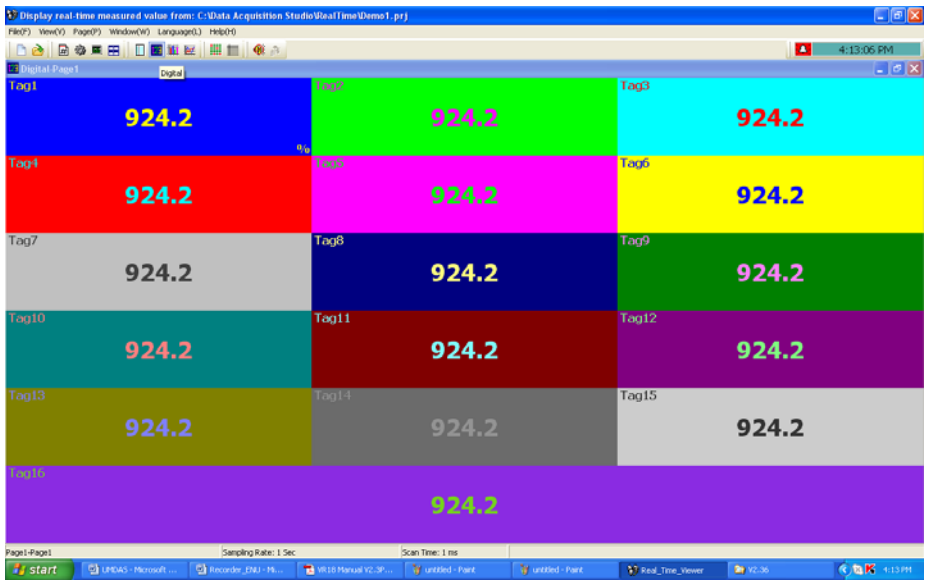 Display real-time measured value from: C:\Data Acquisition Studio\RealTime\Demo1.prj
File(F) View(V) Page(P) Window(W) Language(L) Help(H)
4:13:06 PM
Digital-Page1
Digital
Tag1
924.2
%
Tag2
924.2
Tag3
924.2
Tag4
924.2
Tag5
924.2
Tag6
924.2
Tag7
924.2
Tag8
924.2
Tag9
924.2
Tag10
924.2
Tag11
924.2
Tag12
924.2
Tag13
924.2
Tag14
924.2
Tag15
924.2
Tag16
924.2
Page1-Page1 Sampling Rate: 1 Sec Scan Time: 1 ms
start UMDAS - Microsoft ... Recorder_ENU - Mi... VR18 Manual V2.3P... untitled - Paint untitled - Paint Real_Time_Viewer V2.36 4:13 PM